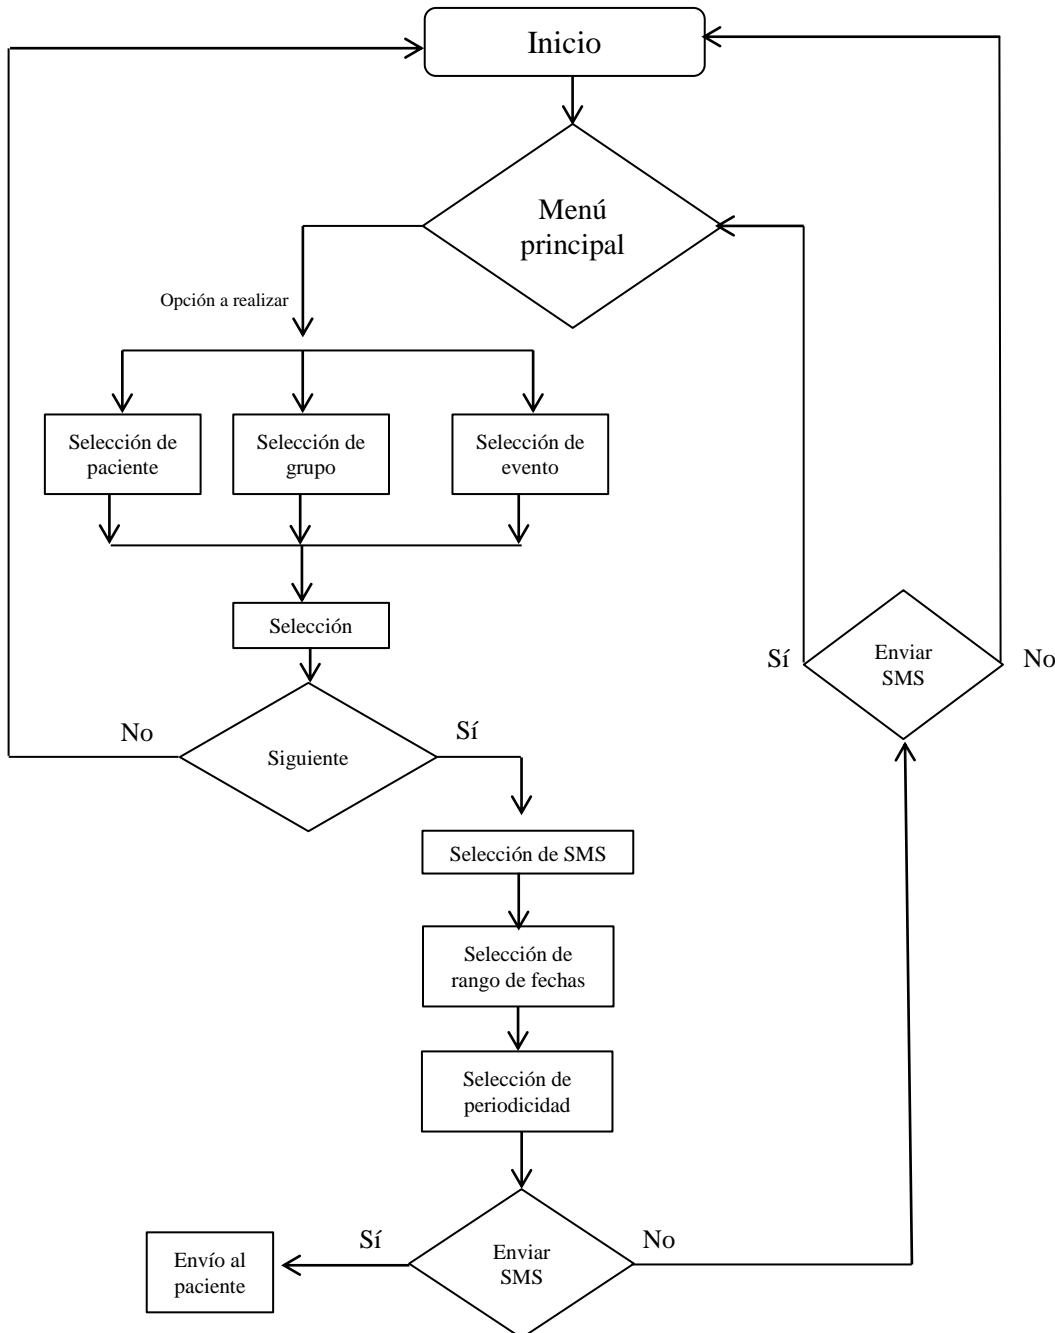 Inicio
Menú
principal
Opción a realizar
Selección de
paciente
Selección de
grupo
Selección de
evento
Selección
Siguiente
No
Sí
Selección de SMS
Selección de
rango de fechas
Selección de
periodicidad
Enviar
SMS
Sí
No
Envío al
paciente
Enviar
SMS
Sí
No